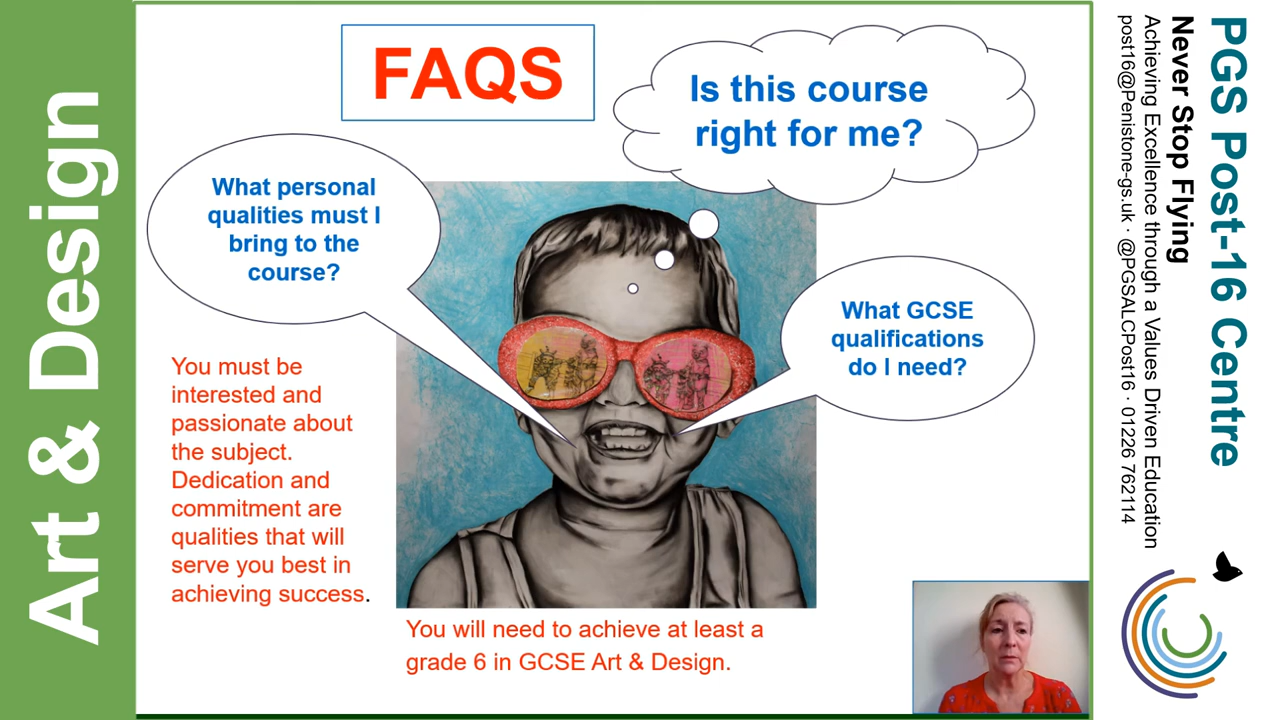 Art & Design
FAQS
Is this course
right for me?
What personal
qualities must I
bring to the
course?
What GCSE
qualifications
do I need?
You must be
interested and
passionate about
the subject.
Dedication and
commitment are
qualities that will
serve you best in
achieving success.
You will need to achieve at least a
grade 6 in GCSE Art & Design.
PGS Post-16 Centre
Never Stop Flying
Achieving Excellence through a Values Driven Education
post16@Penistone-gs.uk · @PGSALCPost16 · 01226 762114